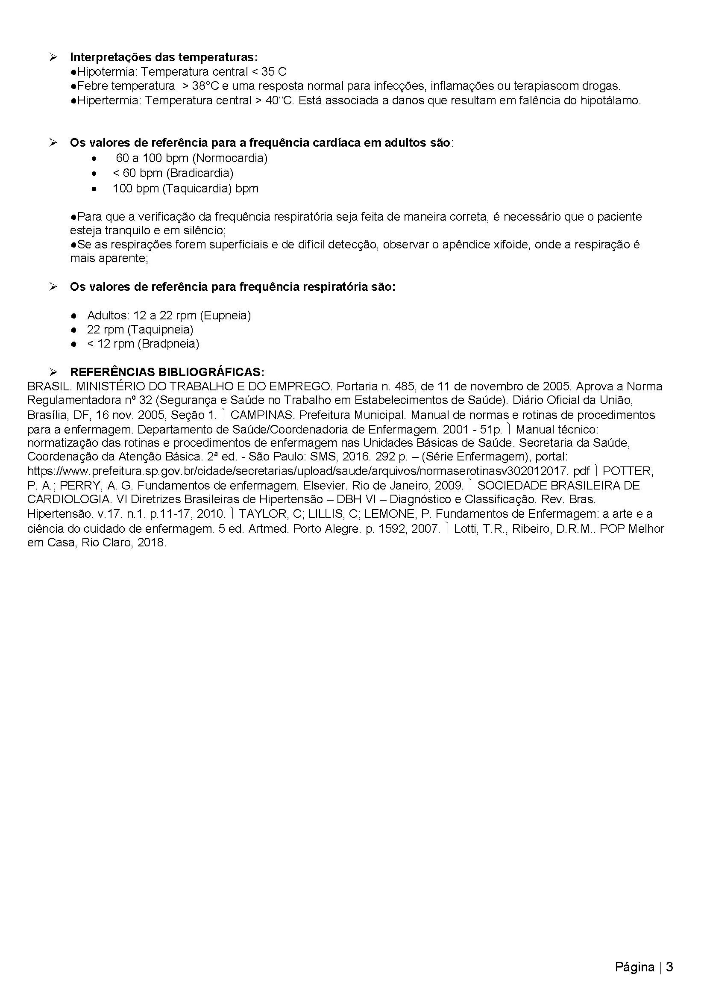 ➢ Interpretações das temperaturas:
●Hipotermia: Temperatura central < 35 C
●Febre temperatura  > 38°C e uma resposta normal para infecções, inflamações ou terapiascom drogas.
●Hipertermia: Temperatura central > 40°C. Está associada a danos que resultam em falência do hipotálamo.
➢ Os valores de referência para a frequência cardíaca em adultos são:
• 60 a 100 bpm (Normocardia)
• < 60 bpm (Bradicardia)
• 100 bpm (Taquicardia) bpm
●Para que a verificação da frequência respiratória seja feita de maneira correta, é necessário que o paciente
esteja tranquilo e em silêncio;
●Se as respirações forem superficiais e de difícil detecção, observar o apêndice xifoide, onde a respiração é
mais aparente;
➢ Os valores de referência para frequência respiratória são:
● Adultos: 12 a 22 rpm (Eupneia)
● 22 rpm (Taquipneia)
● < 12 rpm (Bradpneia)
➢ REFERÊNCIAS BIBLIOGRÁFICAS:
BRASIL. MINISTÉRIO DO TRABALHO E DO EMPREGO. Portaria n. 485, de 11 de novembro de 2005. Aprova a Norma
Regulamentadora nº 32 (Segurança e Saúde no Trabalho em Estabelecimentos de Saúde). Diário Oficial da União,
Brasília, DF, 16 nov. 2005, Seção 1. ⎫ CAMPINAS. Prefeitura Municipal. Manual de normas e rotinas de procedimentos
para a enfermagem. Departamento de Saúde/Coordenadoria de Enfermagem. 2001 - 51p. ⎫ Manual técnico:
normatização das rotinas e procedimentos de enfermagem nas Unidades Básicas de Saúde. Secretaria da Saúde,
Coordenação da Atenção Básica. 2ª ed. - São Paulo: SMS, 2016. 292 p. – (Série Enfermagem), portal:
https://www.prefeitura.sp.gov.br/cidade/secretarias/upload/saude/arquivos/normaserotinasv302012017. pdf ⎫ POTTER,
P. A.; PERRY, A. G. Fundamentos de enfermagem. Elsevier. Rio de Janeiro, 2009. ⎫ SOCIEDADE BRASILEIRA DE
CARDIOLOGIA. VI Diretrizes Brasileiras de Hipertensão – DBH VI – Diagnóstico e Classificação. Rev. Bras.
Hipertensão. v.17. n.1. p.11-17, 2010. ⎫ TAYLOR, C; LILLIS, C; LEMONE, P. Fundamentos de Enfermagem: a arte e a
ciência do cuidado de enfermagem. 5 ed. Artmed. Porto Alegre. p. 1592, 2007. ⎫ Lotti, T.R., Ribeiro, D.R.M.. POP Melhor
em Casa, Rio Claro, 2018.
Página | 3